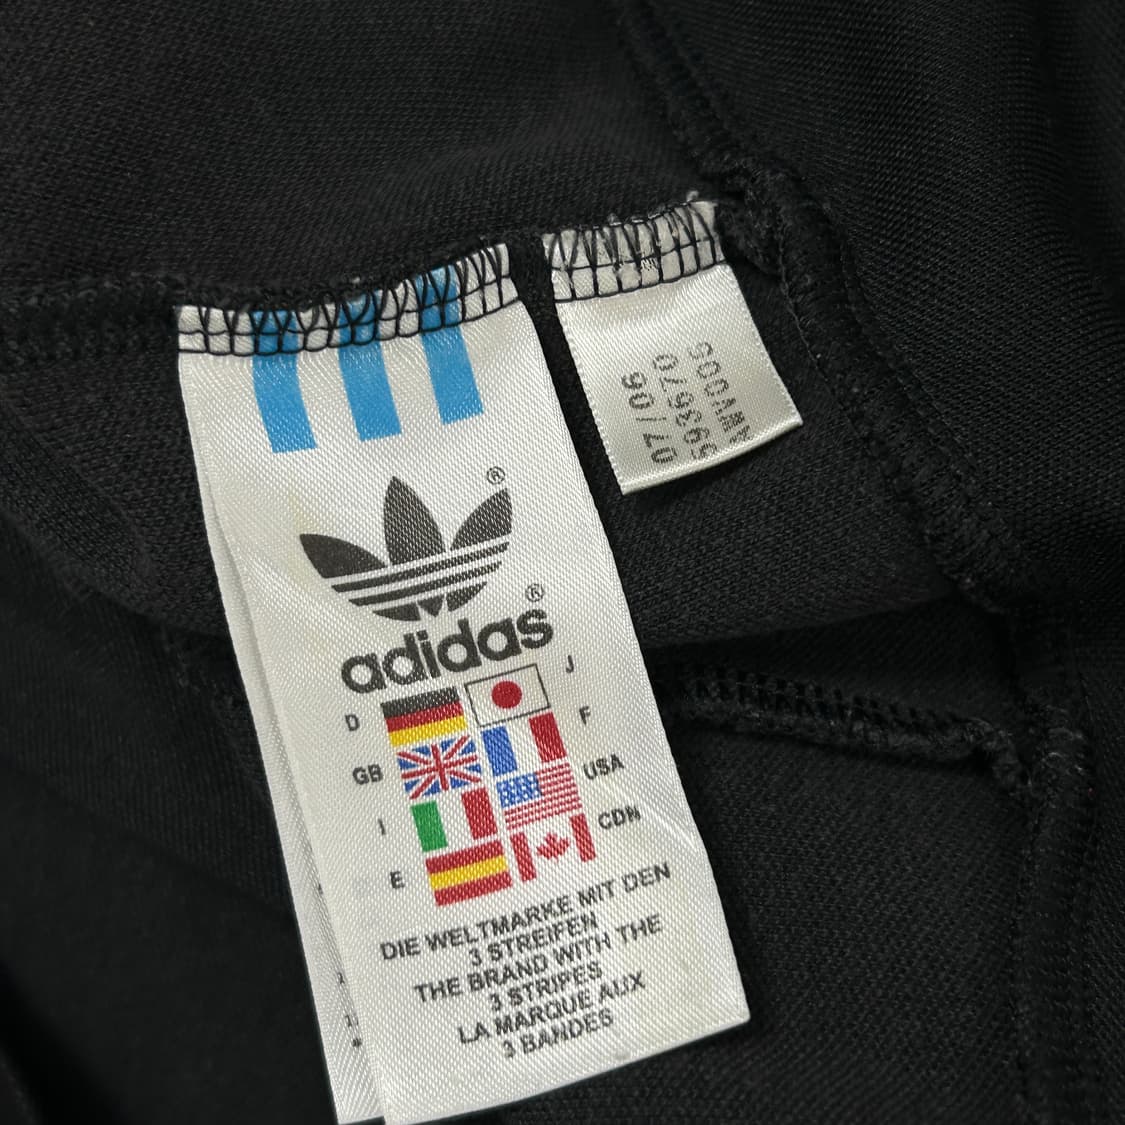 07/06
593670
AWV005
®
®
adidas
D
J
GB
F
I
USA
E
CDN
DIE WELTMARKE MIT DEN
3 STREIFEN
THE BRAND WITH THE
3 STRIPES
LA MARQUE AUX
3 BANDES